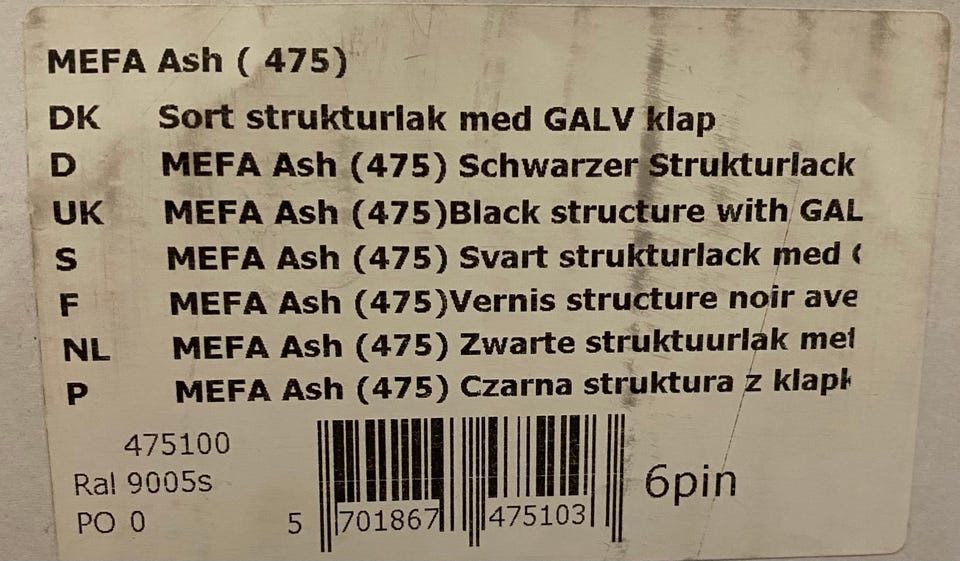 MEFA Ash ( 475)
DK Sort strukturlak med GALV klap
D MEFA Ash (475) Schwarzer Strukturlack
UK MEFA Ash (475)Black structure with GAL
S MEFA Ash (475) Svart strukturlack med
F MEFA Ash (475)Vernis structure noir ave
NL MEFA Ash (475) Zwarte struktuurlak met
P MEFA Ash (475) Czarna struktura z klapk
475100
Ral 9005s
PO 0
5 701867 475103
6pin